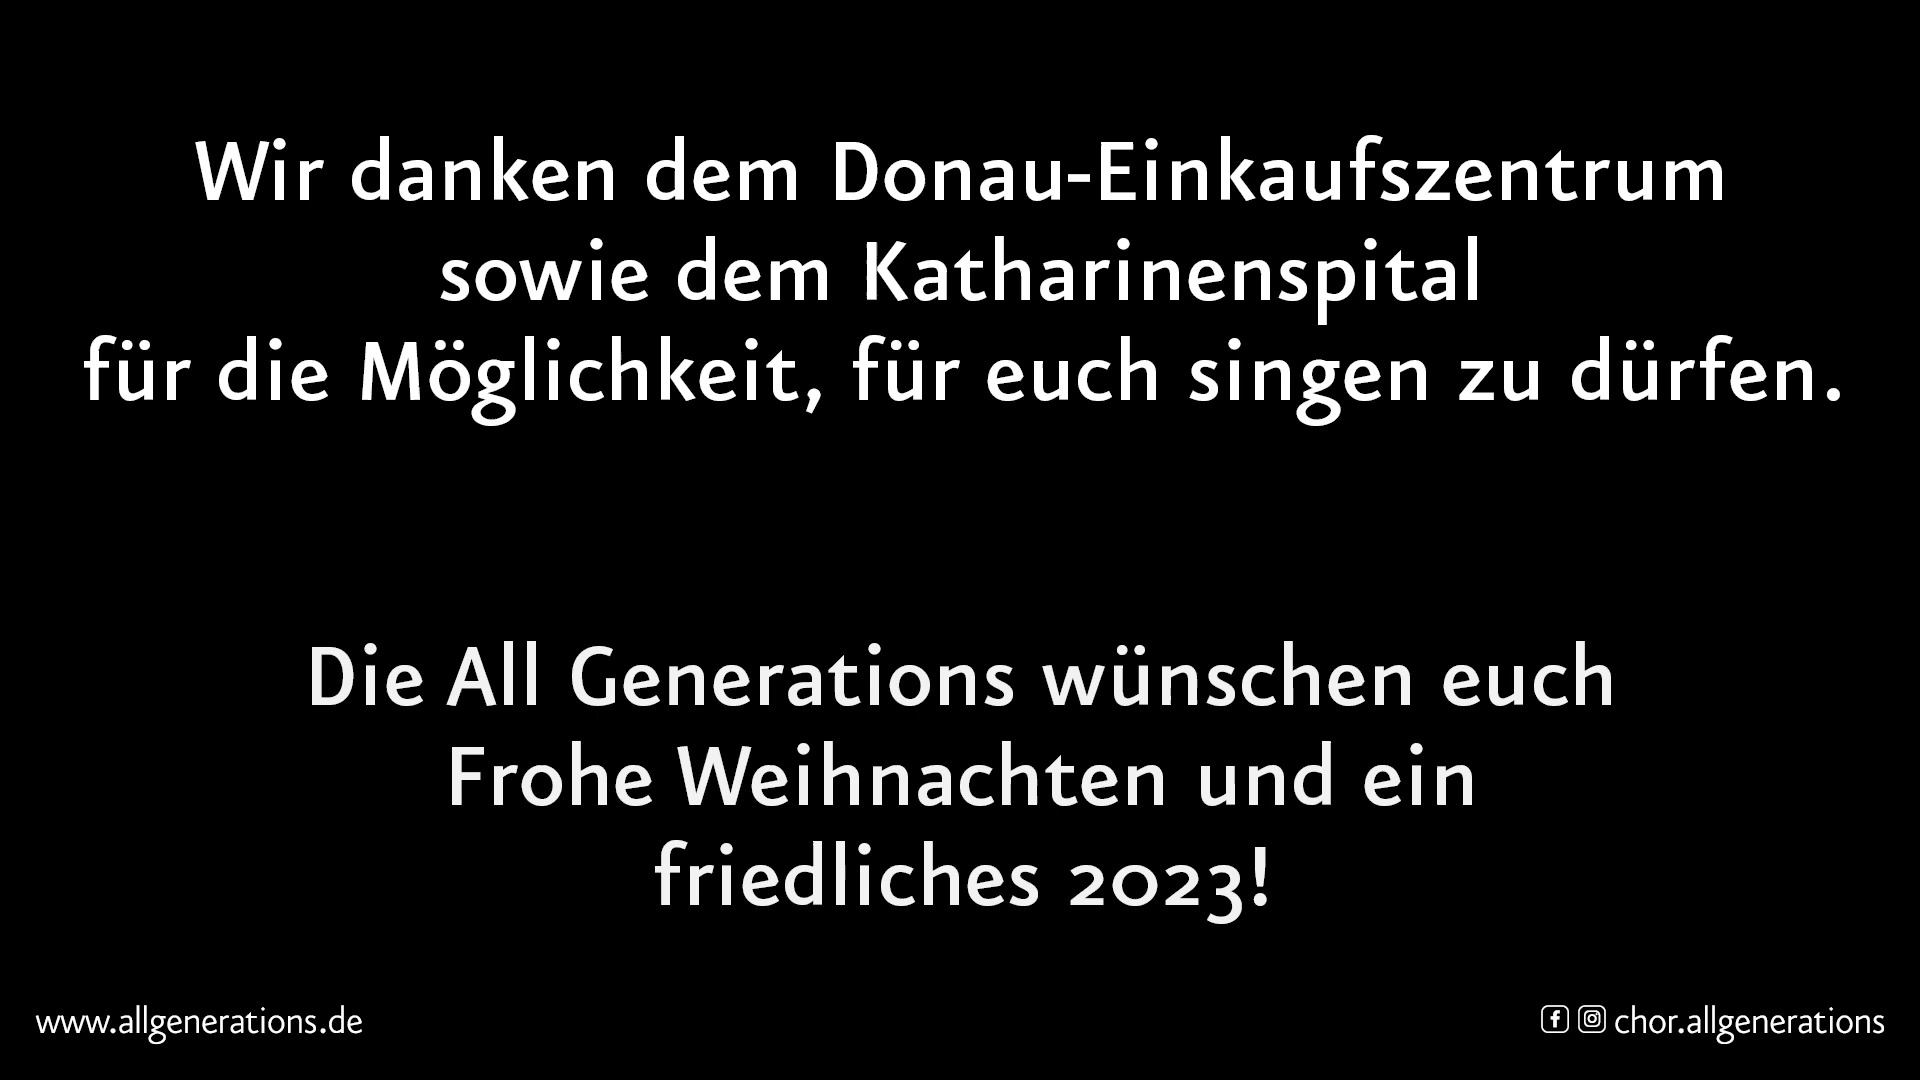 Wir danken dem Donau-Einkaufszentrum
sowie dem Katharinenspital
für die Möglichkeit, für euch singen zu dürfen.
Die All Generations wünschen euch
Frohe Weihnachten und ein
friedliches 2023!
www.allgenerations.de
chor.allgenerations